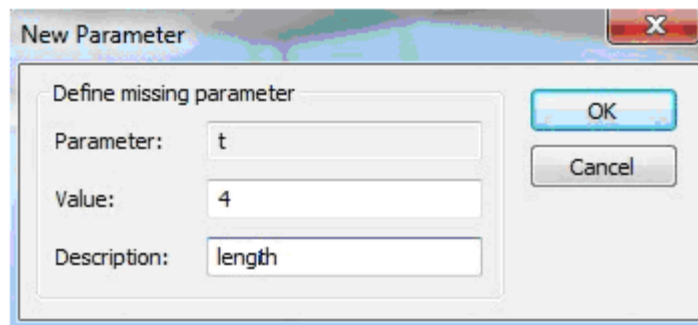 New Parameter
Define missing parameter
OK
Parameter: t
Cancel
Value: 4
Description: length